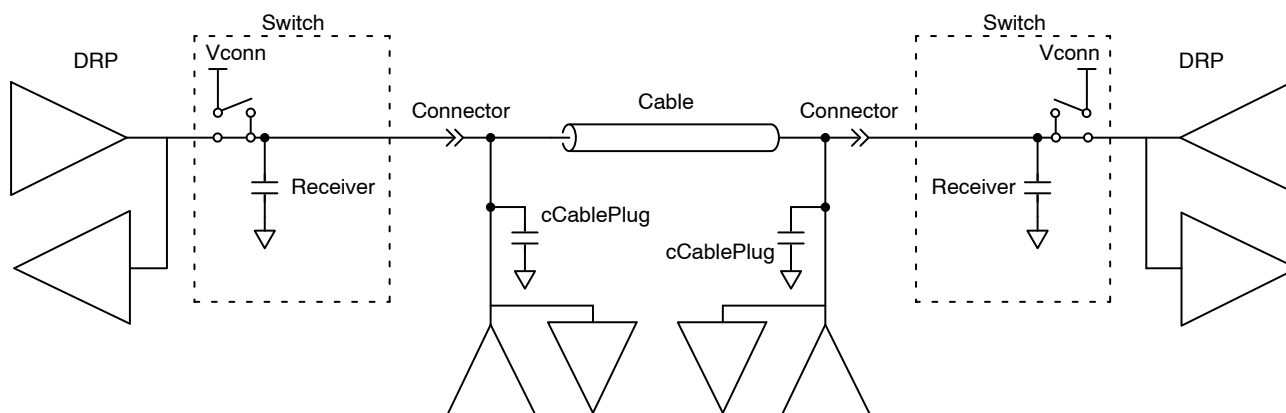 Switch
Switch
DRP
Vconn
Vconn
DRP
Connector
Cable
Connector
Receiver
Receiver
cCablePlug
cCablePlug